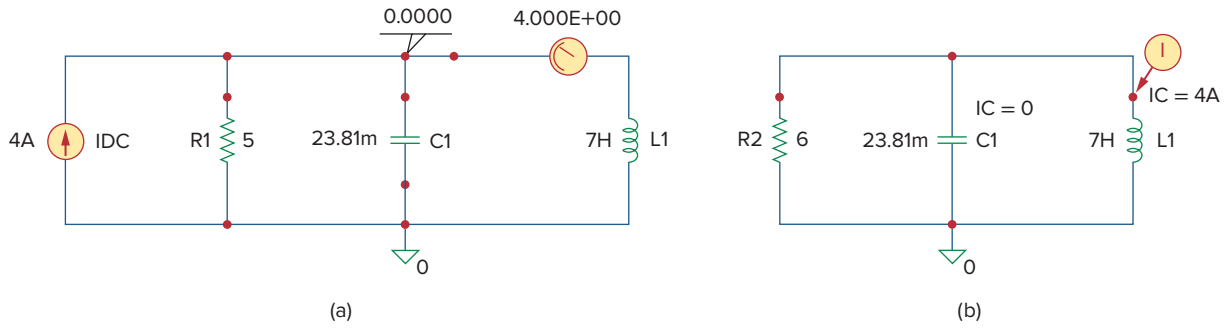 0.0000
4.000E+00
4A
IDC
R1
5
23.81m
C1
7H
L1
0
(a)
I
IC = 4A
IC = 0
R2
6
23.81m
C1
7H
L1
0
(b)